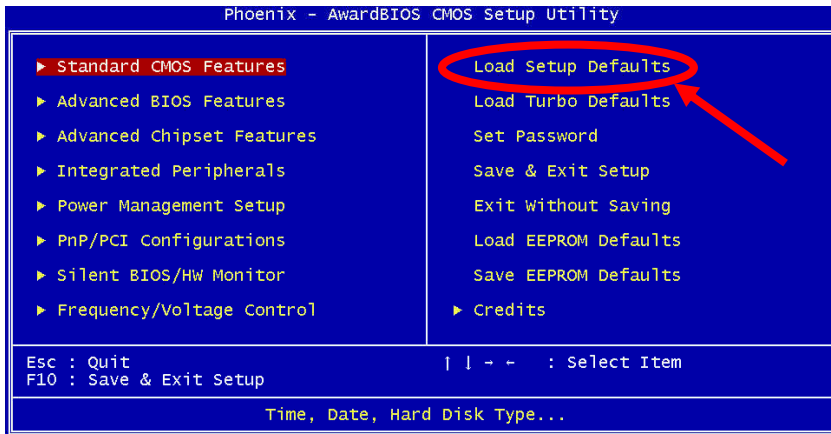 Phoenix - AwardBIOS CMOS Setup Utility
▶ Standard CMOS Features
▶ Advanced BIOS Features
▶ Advanced Chipset Features
▶ Integrated Peripherals
▶ Power Management Setup
▶ PnP/PCI Configurations
▶ Silent BIOS/HW Monitor
▶ Frequency/Voltage Control
Load Setup Defaults
Load Turbo Defaults
Set Password
Save & Exit Setup
Exit Without Saving
Load EEPROM Defaults
Save EEPROM Defaults
▶ Credits
Esc : Quit
F10 : Save & Exit Setup
↑ ↓ → ← : Select Item
Time, Date, Hard Disk Type...